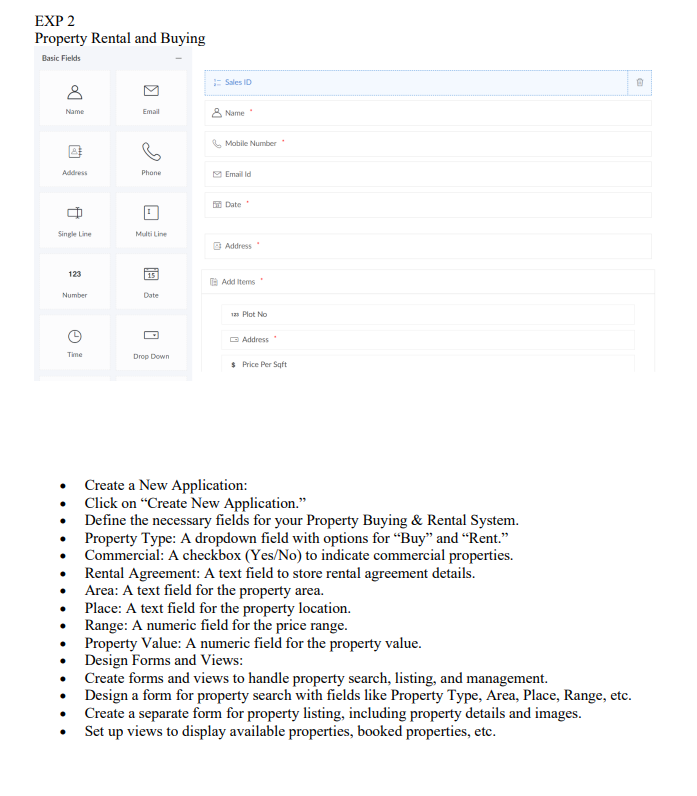 EXP 2
Property Rental and Buying
Basic Fields
Name
Email
Address
Phone
Single Line
Multi Line
123
Number
15
Date
Time
Drop Down
Sales ID
Name *
Mobile Number *
Email Id
Date *
Address *
Add Items *
123 Plot No
Address *
$ Price Per Sqft
• Create a New Application:
• Click on “Create New Application.”
• Define the necessary fields for your Property Buying & Rental System.
• Property Type: A dropdown field with options for “Buy” and “Rent.”
• Commercial: A checkbox (Yes/No) to indicate commercial properties.
• Rental Agreement: A text field to store rental agreement details.
• Area: A text field for the property area.
• Place: A text field for the property location.
• Range: A numeric field for the price range.
• Property Value: A numeric field for the property value.
• Design Forms and Views:
• Create forms and views to handle property search, listing, and management.
• Design a form for property search with fields like Property Type, Area, Place, Range, etc.
• Create a separate form for property listing, including property details and images.
• Set up views to display available properties, booked properties, etc.